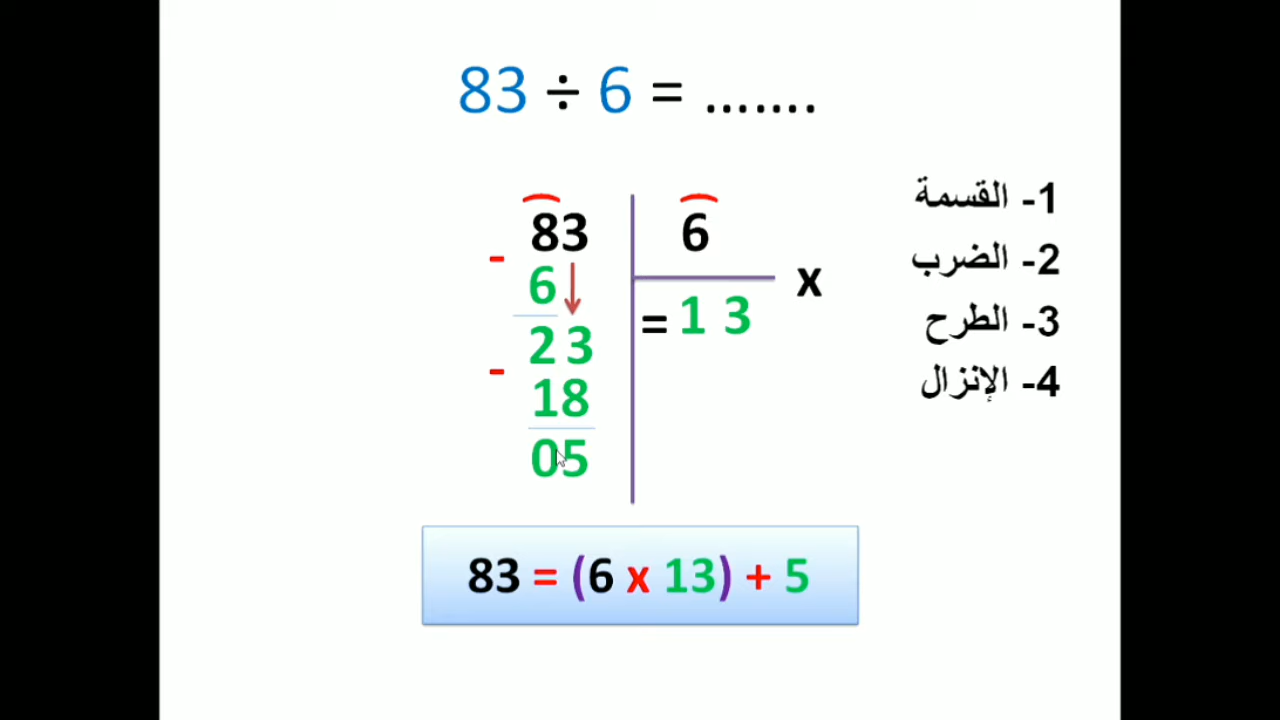 83 ÷ 6 = .......
83
6
- 6
23
- 18
05
= 1 3
x
1- القسمة
2- الضرب
3- الطرح
4- الإنزال
83 = (6 x 13) + 5